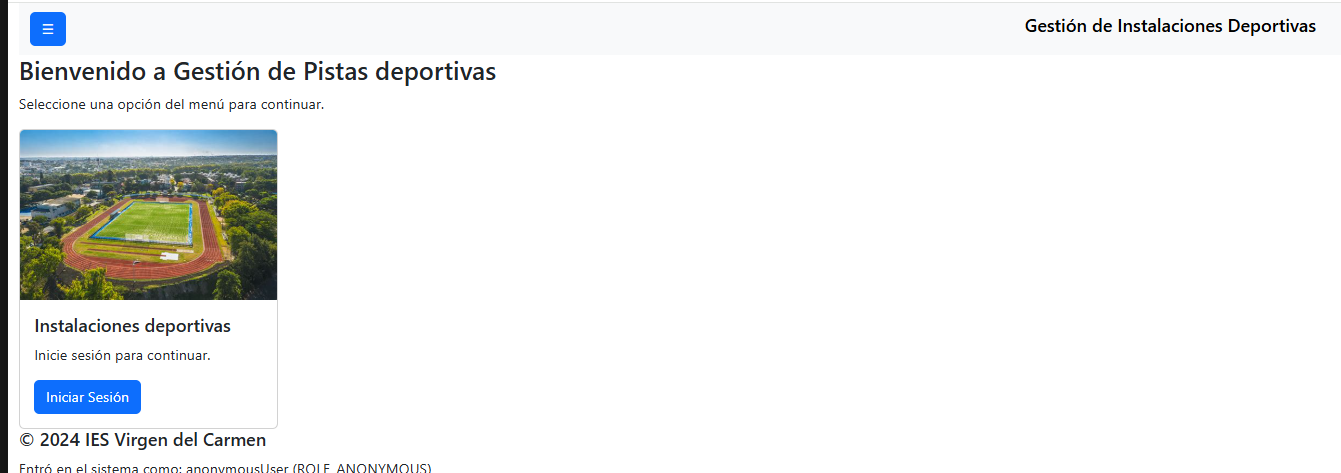 ☰
Gestión de Instalaciones Deportivas
Bienvenido a Gestión de Pistas deportivas
Seleccione una opción del menú para continuar.
Instalaciones deportivas
Inicie sesión para continuar.
Iniciar Sesión
© 2024 IES Virgen del Carmen
Entró en el sistema como: anonymousUser (ROLE_ANONYMOUS)